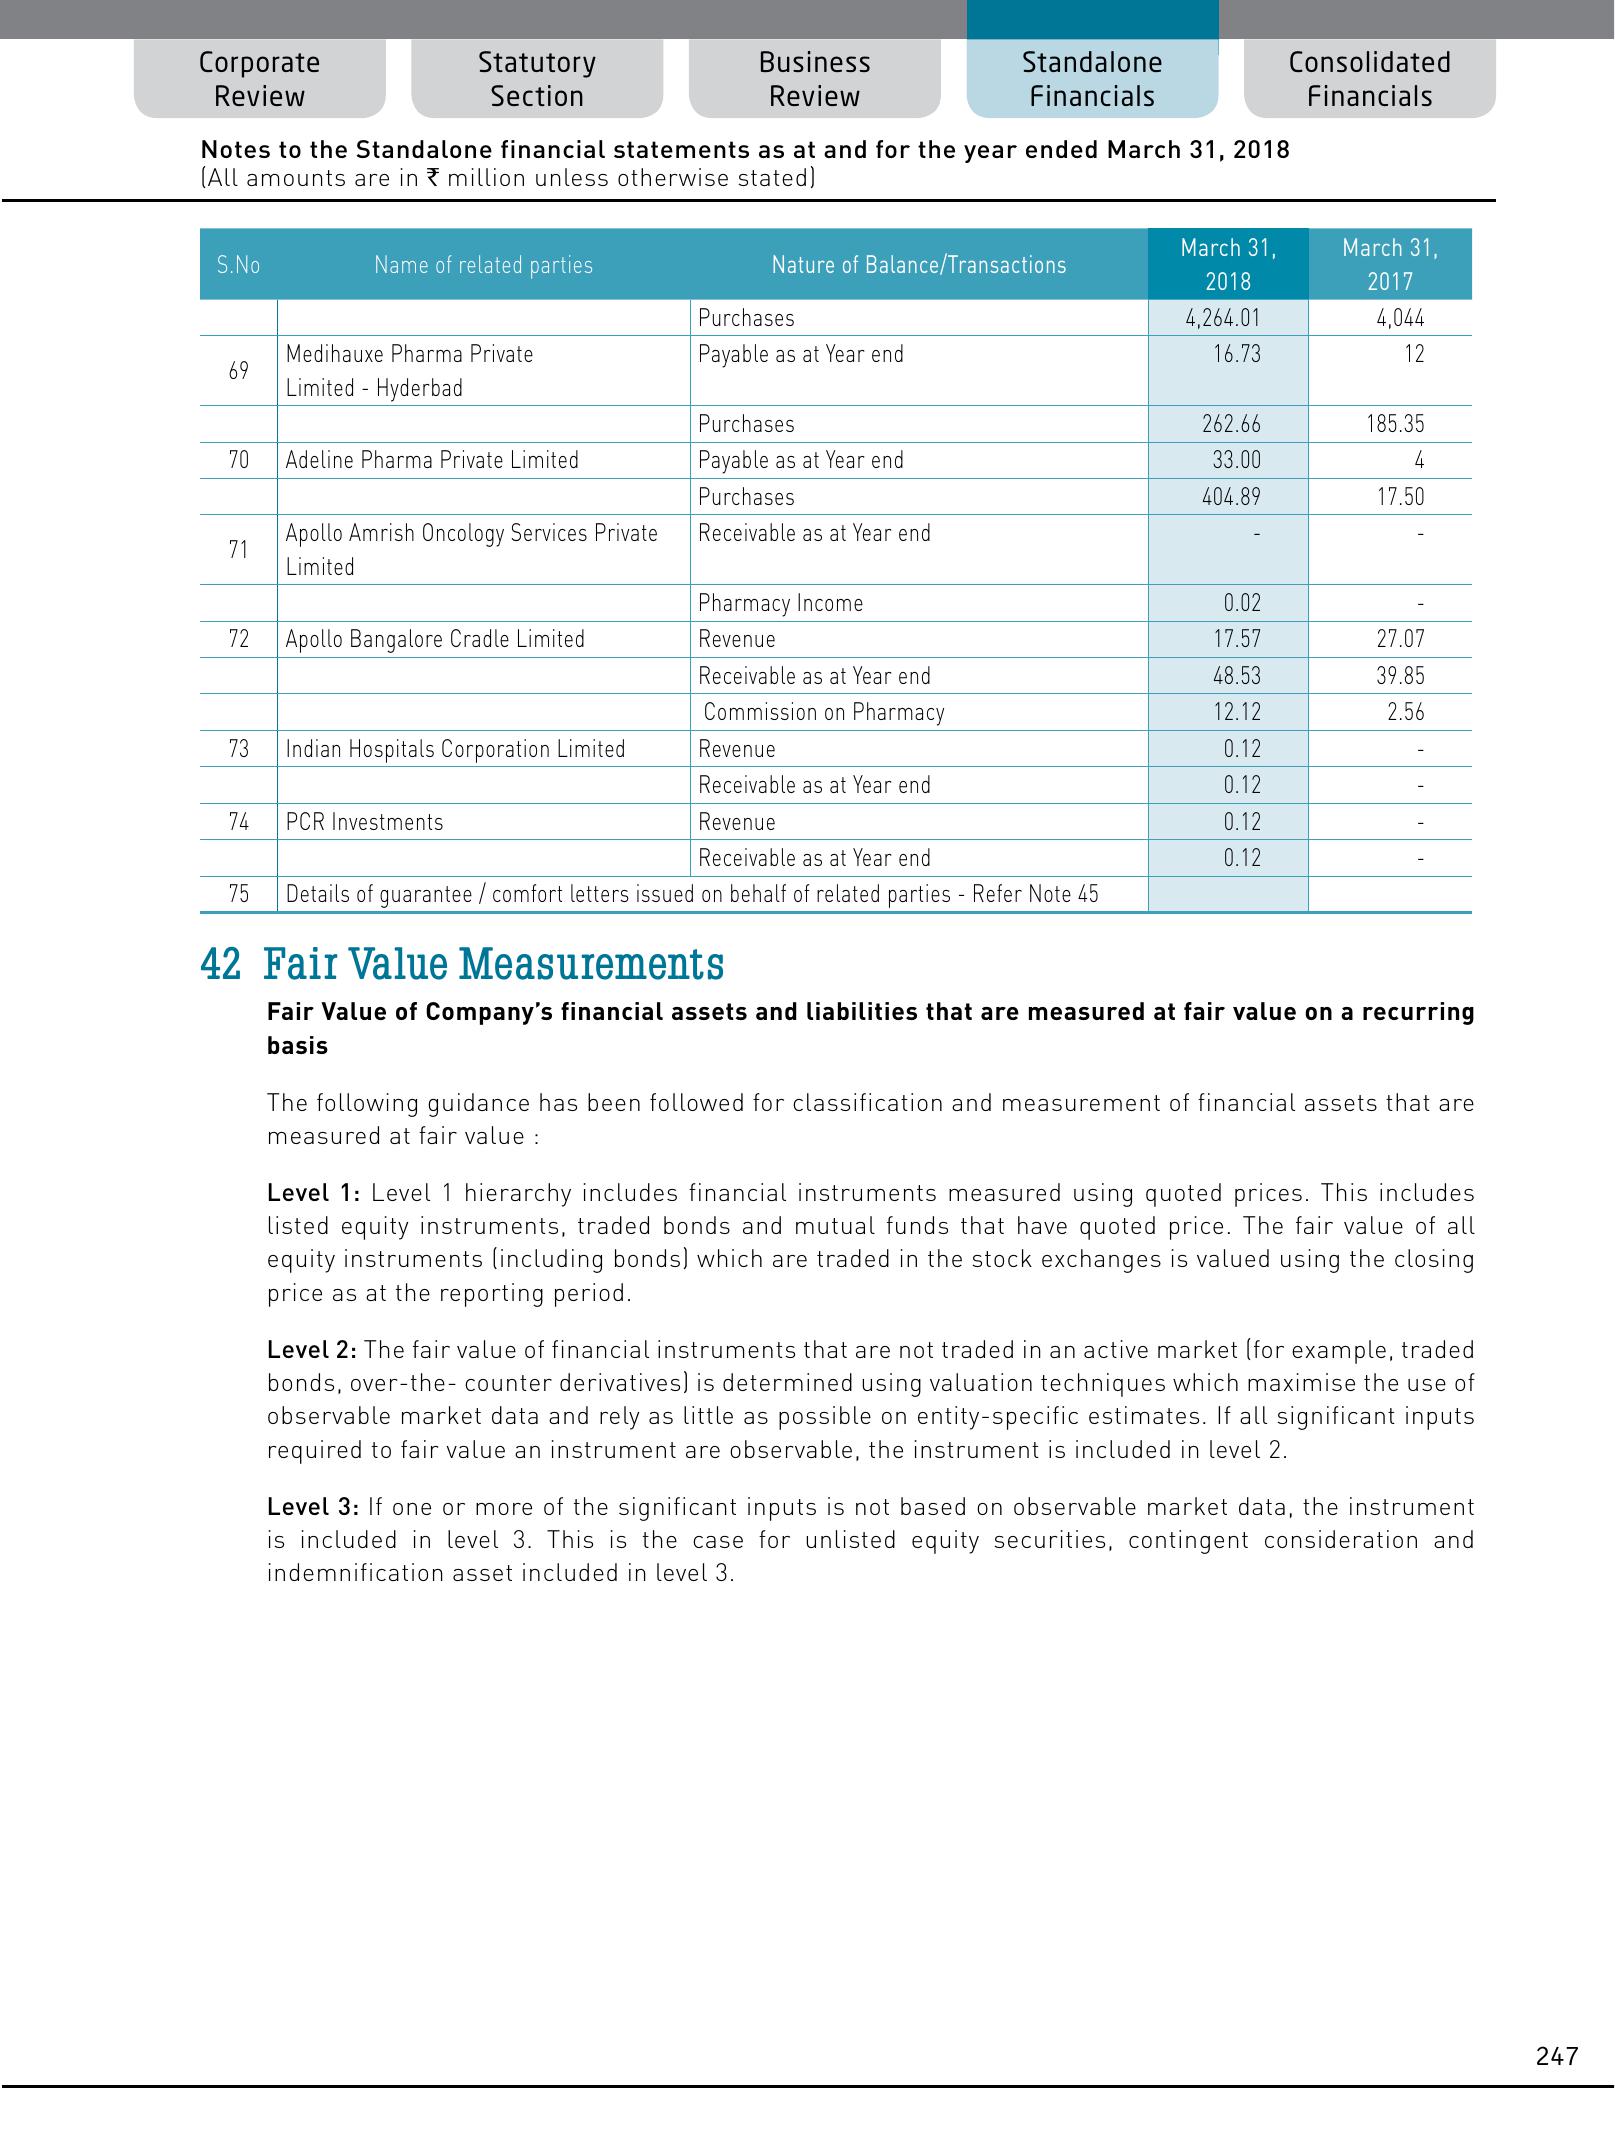 Corporate Review
Statutory Section
Business Review
Standalone Financials
Consolidated Financials
Notes to the Standalone financial statements as at and for the year ended March 31, 2018
(All amounts are in ₹ million unless otherwise stated)
S.No Name of related parties Nature of Balance/Transactions March 31, 2018 March 31, 2017
Purchases 4,264.01 4,044
69 Medihauxe Pharma Private Limited - Hyderbad Payable as at Year end 16.73 12
Purchases 262.66 185.35
70 Adeline Pharma Private Limited Payable as at Year end 33.00 4
Purchases 404.89 17.50
71 Apollo Amrish Oncology Services Private Limited Receivable as at Year end - -
Pharmacy Income 0.02 -
72 Apollo Bangalore Cradle Limited Revenue 17.57 27.07
Receivable as at Year end 48.53 39.85
Commission on Pharmacy 12.12 2.56
73 Indian Hospitals Corporation Limited Revenue 0.12 -
Receivable as at Year end 0.12 -
74 PCR Investments Revenue 0.12 -
Receivable as at Year end 0.12 -
75 Details of guarantee / comfort letters issued on behalf of related parties - Refer Note 45
42 Fair Value Measurements
Fair Value of Company’s financial assets and liabilities that are measured at fair value on a recurring
basis
The following guidance has been followed for classification and measurement of financial assets that are
measured at fair value :
Level 1: Level 1 hierarchy includes financial instruments measured using quoted prices. This includes
listed equity instruments, traded bonds and mutual funds that have quoted price. The fair value of all
equity instruments (including bonds) which are traded in the stock exchanges is valued using the closing
price as at the reporting period.
Level 2: The fair value of financial instruments that are not traded in an active market (for example, traded
bonds, over-the- counter derivatives) is determined using valuation techniques which maximise the use of
observable market data and rely as little as possible on entity-specific estimates. If all significant inputs
required to fair value an instrument are observable, the instrument is included in level 2.
Level 3: If one or more of the significant inputs is not based on observable market data, the instrument
is included in level 3. This is the case for unlisted equity securities, contingent consideration and
indemnification asset included in level 3.
247